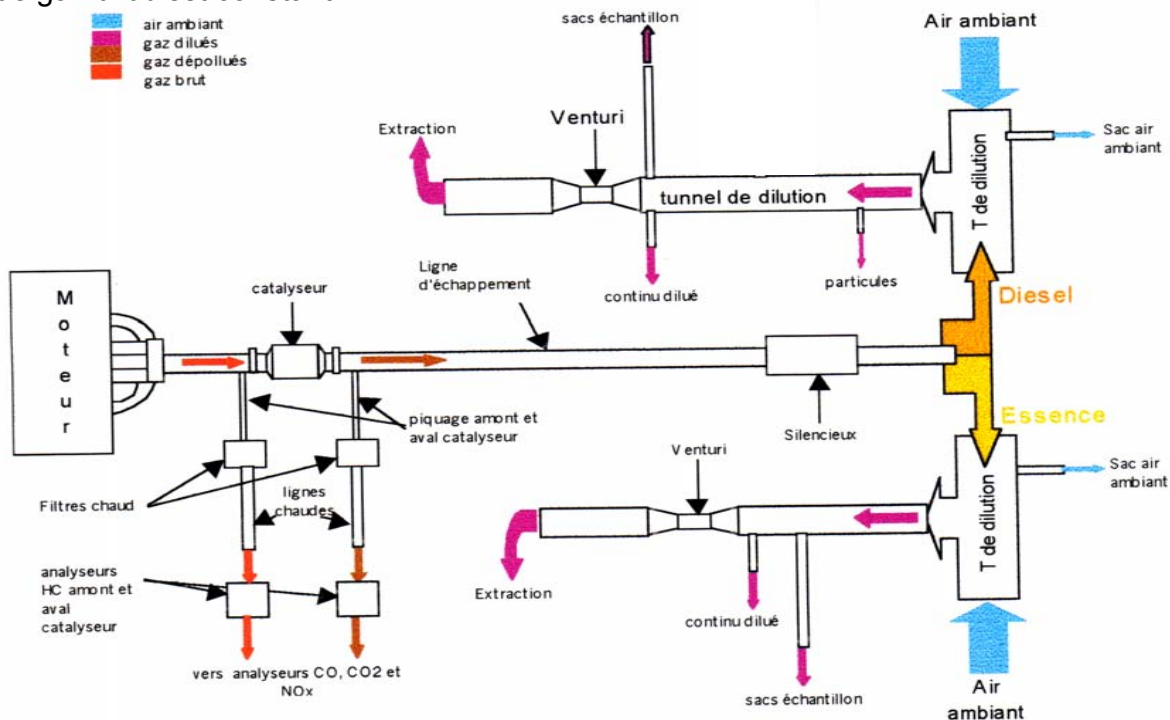 air ambiant
gaz dilués
gaz dépollués
gaz brut
sacs échantillon
Air ambiant
Extraction
Venturi
Sac air
ambiant
T de dilution
tunnel de dilution
continu dilué
particules
Diesel
Moteur
catalyseur
Ligne
d'échappement
piquage amont et
aval catalyseur
Silencieux
Essence
Filtres chaud
lignes
chaudes
analyseurs
HC amont et
aval
catalyseur
vers analyseurs CO, CO2 et
NOx
Venturi
Sac air
ambiant
T de dilution
Extraction
continu dilué
sacs échantillon
Air
ambiant